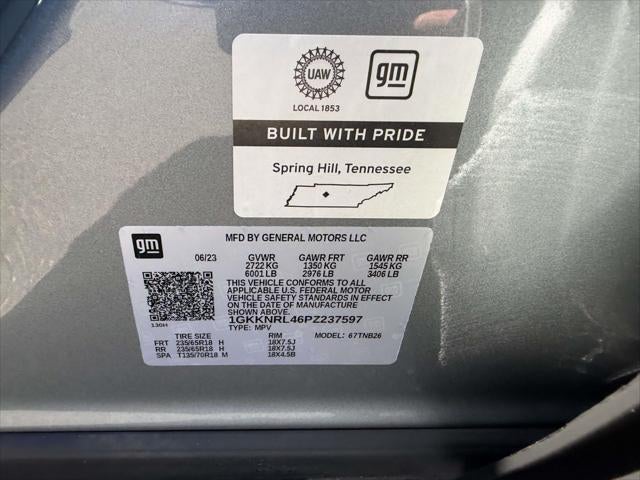 UAW
gm
LOCAL 1853
BUILT WITH PRIDE
Spring Hill, Tennessee
gm
MFD BY GENERAL MOTORS LLC
06/23 GVWR GAWR FRT GAWR RR
2722 KG 1350 KG 1545 KG
6001 LB 2976 LB 3406 LB
THIS VEHICLE CONFORMS TO ALL
APPLICABLE U.S. FEDERAL MOTOR
VEHICLE SAFETY STANDARDS IN EFFECT
ON THE DATE OF MANUFACTURE
SHOWN ABOVE.
1GKKNRL46PZ237597
130H TYPE: MPV
TIRE SIZE RIM MODEL: 67TNB26
FRT 235/65R18 H 18X7.5J
RR 235/65R18 H 18X7.5J
SPA T135/70R18 M 18X4.5B